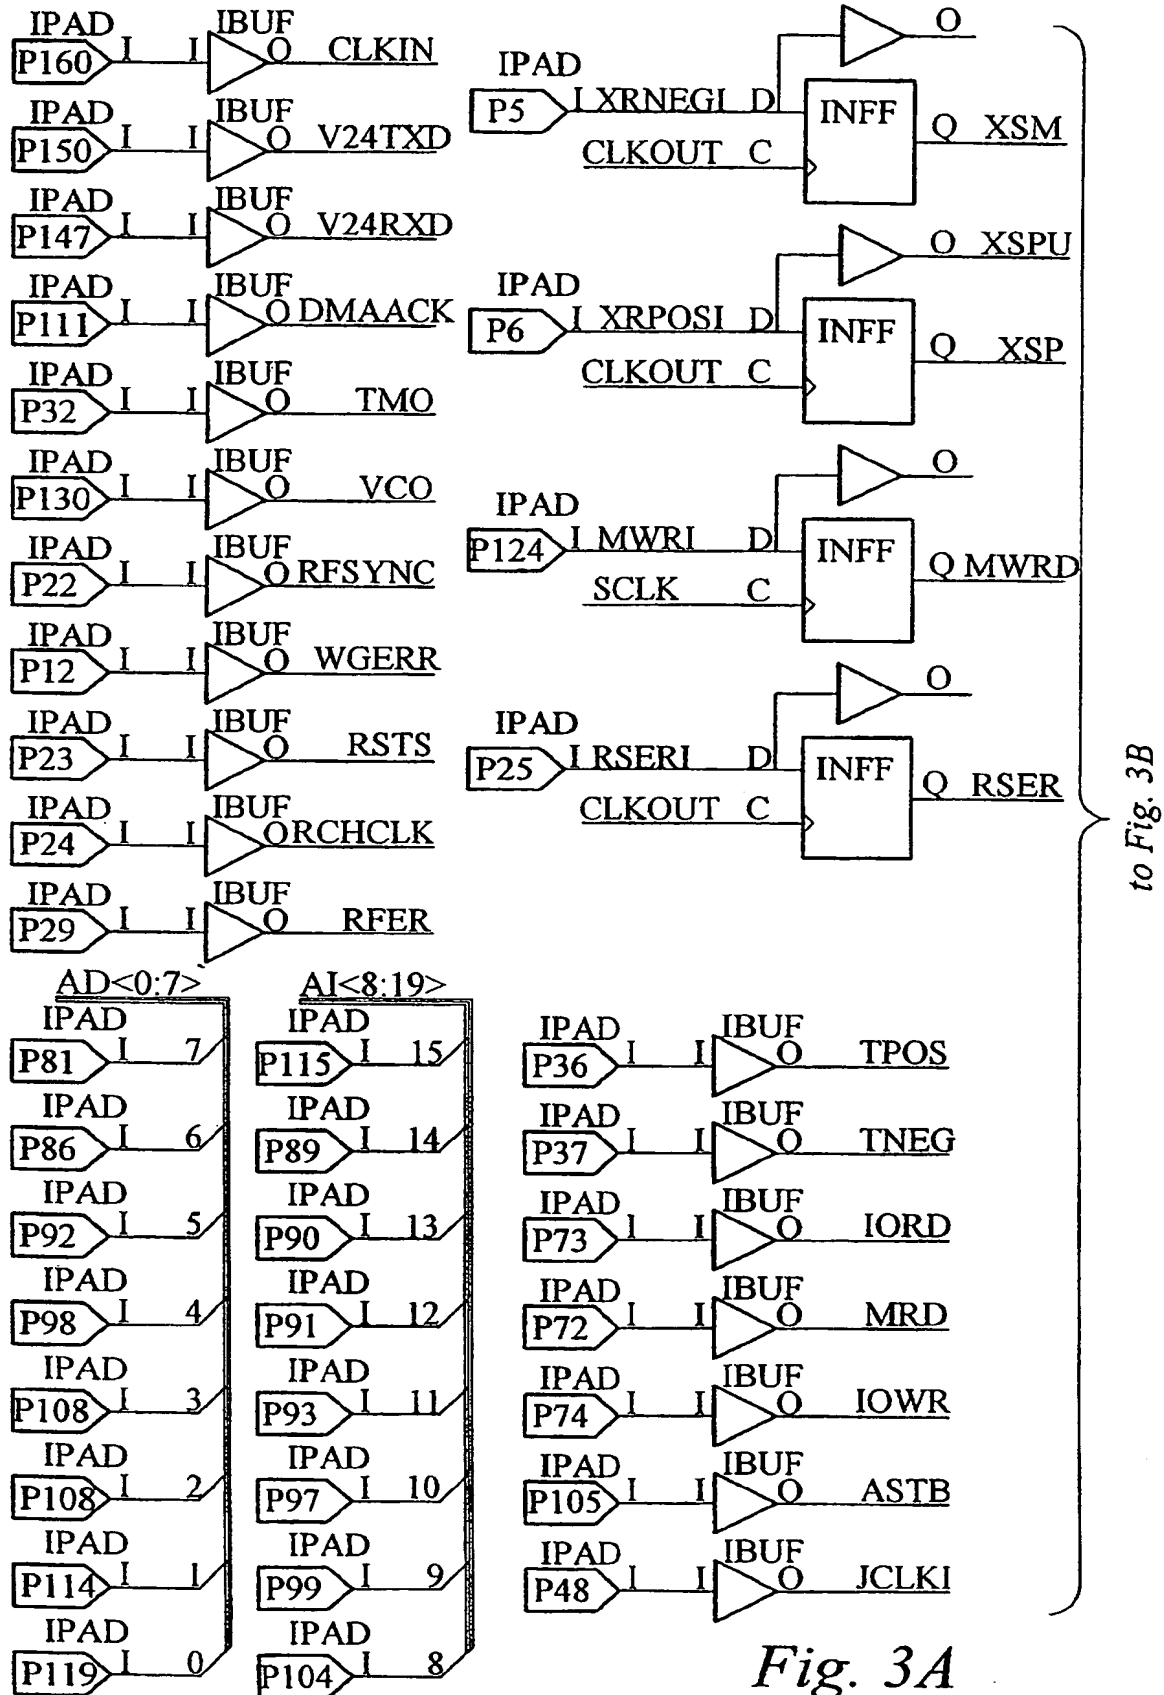 IPAD IBUF
P160 I I O CLKIN
IPAD IBUF
P150 I I O V24TXD
IPAD IBUF
P147 I I O V24RXD
IPAD IBUF
P111 I I O DMAACK
IPAD IBUF
P32 I I O TMO
IPAD IBUF
P130 I I O VCO
IPAD IBUF
P22 I I O RFSYNC
IPAD IBUF
P12 I I O WGERR
IPAD IBUF
P23 I I O RSTS
IPAD IBUF
P24 I I O RCHCLK
IPAD IBUF
P29 I I O RFER
O
IPAD
P5 I XRNEGI D INFF
Q XSM
CLKOUT C
O XSPU
IPAD
P6 I XRPOSI D INFF
Q XSP
CLKOUT C
O
IPAD
P124 I MWRI D INFF
Q MWRD
SCLK C
O
IPAD
P25 I RSERI D INFF
Q RSER
CLKOUT C
to Fig. 3B
AD<0:7>
IPAD
P81 I 7
IPAD
P86 I 6
IPAD
P92 I 5
IPAD
P98 I 4
IPAD
P108 I 3
IPAD
P108 I 2
IPAD
P114 I 1
IPAD
P119 I 0
AI<8:19>
IPAD
P115 I 15
IPAD
P89 I 14
IPAD
P90 I 13
IPAD
P91 I 12
IPAD
P93 I 11
IPAD
P97 I 10
IPAD
P99 I 9
IPAD
P104 I 8
IPAD IBUF
P36 I I O TPOS
IPAD IBUF
P37 I I O TNEG
IPAD IBUF
P73 I I O IORD
IPAD IBUF
P72 I I O MRD
IPAD IBUF
P74 I I O IOWR
IPAD IBUF
P105 I I O ASTB
IPAD IBUF
P48 I I O JCLKI
Fig. 3A